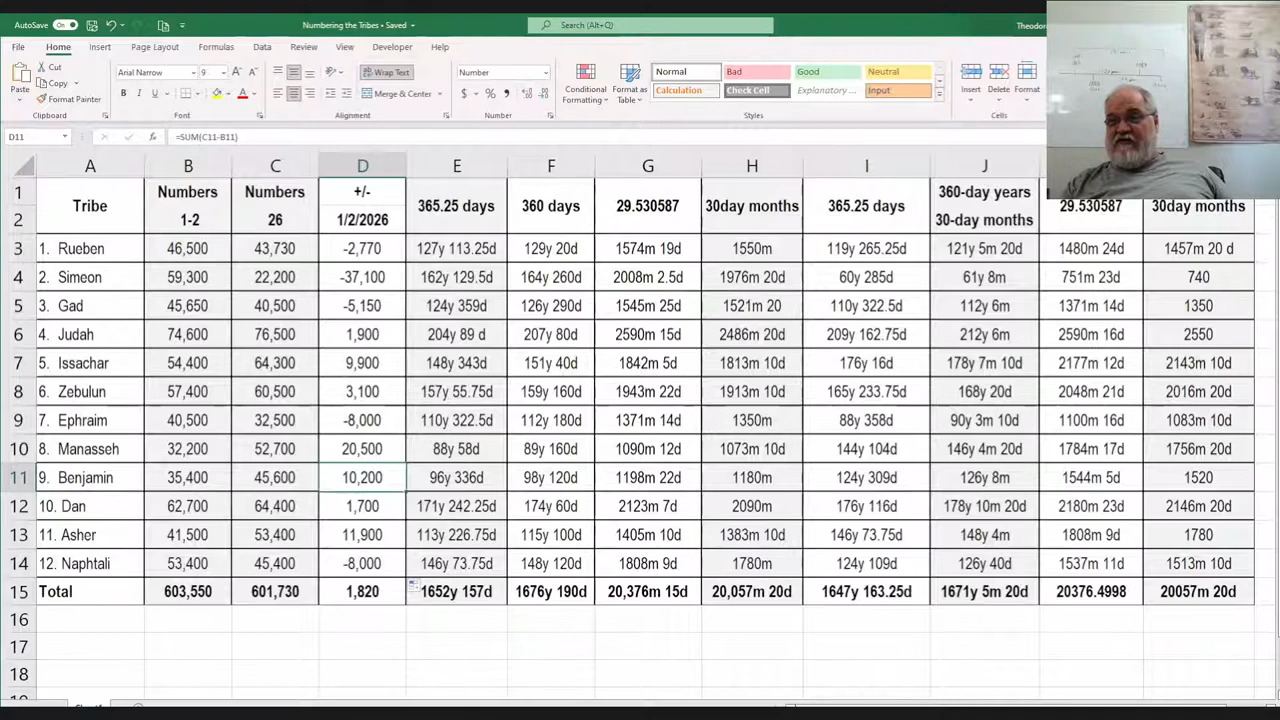 AutoSave On Numbering the Tribes • Saved Search (Alt+Q) Theodor
File Home Insert Page Layout Formulas Data Review View Developer Help
Paste Cut Copy Format Painter Arial Narrow 9 B I U Wrap Text Merge & Center Number $ % Conditional Formatting Format as Table Normal Bad Good Neutral Calculation Check Cell Explanatory ... Input Insert Delete Format
Clipboard Font Alignment Number Styles Cells
D11 fx =SUM(C11-B11)
A B C D E F G H I J
1 2 Tribe Numbers 1-2 Numbers 26 +/- 1/2/2026 365.25 days 360 days 29.530587 30day months 365.25 days 360-day years 30-day months 29.530587 30day months
3 1. Rueben 46,500 43,730 -2,770 127y 113.25d 129y 20d 1574m 19d 1550m 119y 265.25d 121y 5m 20d 1480m 24d 1457m 20 d
4 2. Simeon 59,300 22,200 -37,100 162y 129.5d 164y 260d 2008m 2.5d 1976m 20d 60y 285d 61y 8m 751m 23d 740
5 3. Gad 45,650 40,500 -5,150 124y 359d 126y 290d 1545m 25d 1521m 20 110y 322.5d 112y 6m 1371m 14d 1350
6 4. Judah 74,600 76,500 1,900 204y 89 d 207y 80d 2590m 15d 2486m 20d 209y 162.75d 212y 6m 2590m 16d 2550
7 5. Issachar 54,400 64,300 9,900 148y 343d 151y 40d 1842m 5d 1813m 10d 176y 16d 178y 7m 10d 2177m 12d 2143m 10d
8 6. Zebulun 57,400 60,500 3,100 157y 55.75d 159y 160d 1943m 22d 1913m 10d 165y 233.75d 168y 20d 2048m 21d 2016m 20d
9 7. Ephraim 40,500 32,500 -8,000 110y 322.5d 112y 180d 1371m 14d 1350m 88y 358d 90y 3m 10d 1100m 16d 1083m 10d
10 8. Manasseh 32,200 52,700 20,500 88y 58d 89y 160d 1090m 12d 1073m 10d 144y 104d 146y 4m 20d 1784m 17d 1756m 20d
11 9. Benjamin 35,400 45,600 10,200 96y 336d 98y 120d 1198m 22d 1180m 124y 309d 126y 8m 1544m 5d 1520
12 10. Dan 62,700 64,400 1,700 171y 242.25d 174y 60d 2123m 7d 2090m 176y 116d 178y 10m 20d 2180m 23d 2146m 20d
13 11. Asher 41,500 53,400 11,900 113y 226.75d 115y 100d 1405m 10d 1383m 10d 146y 73.75d 148y 4m 1808m 9d 1780
14 12. Naphtali 53,400 45,400 -8,000 146y 73.75d 148y 120d 1808m 9d 1780m 124y 109d 126y 40d 1537m 11d 1513m 10d
15 Total 603,550 601,730 1,820 1652y 157d 1676y 190d 20,376m 15d 20,057m 20d 1647y 163.25d 1671y 5m 20d 20376.4998 20057m 20d
16
17
18